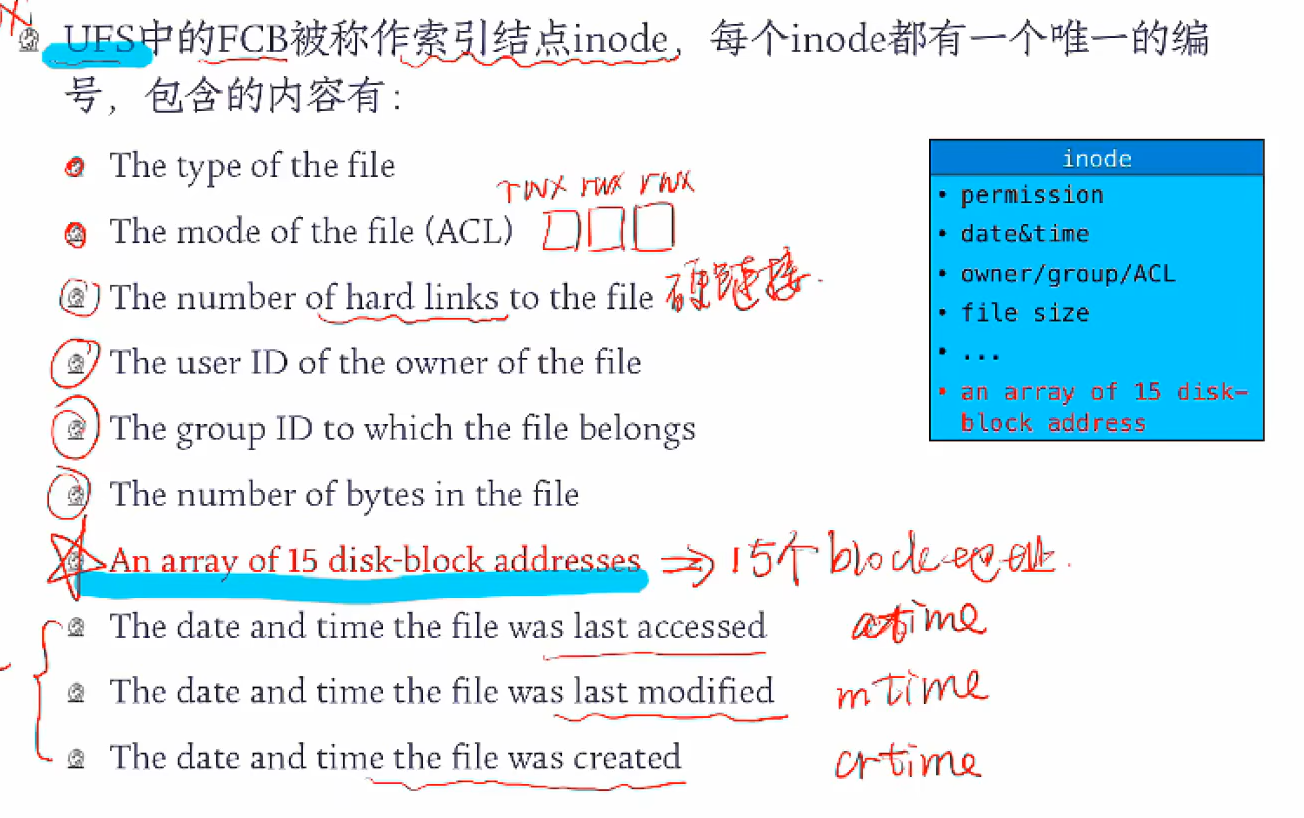 UFS中的FCB被称作索引结点inode，每个inode都有一个唯一的编
号，包含的内容有：
The type of the file
rwx rwx rwx
The mode of the file (ACL)
The number of hard links to the file 硬链接.
The user ID of the owner of the file
The group ID to which the file belongs
The number of bytes in the file
An array of 15 disk-block addresses ⇒ 15个block地址.
The date and time the file was last accessed atime
The date and time the file was last modified mtime
The date and time the file was created crtime
inode
• permission
• date&time
• owner/group/ACL
• file size
• ...
• an array of 15 disk-
block address